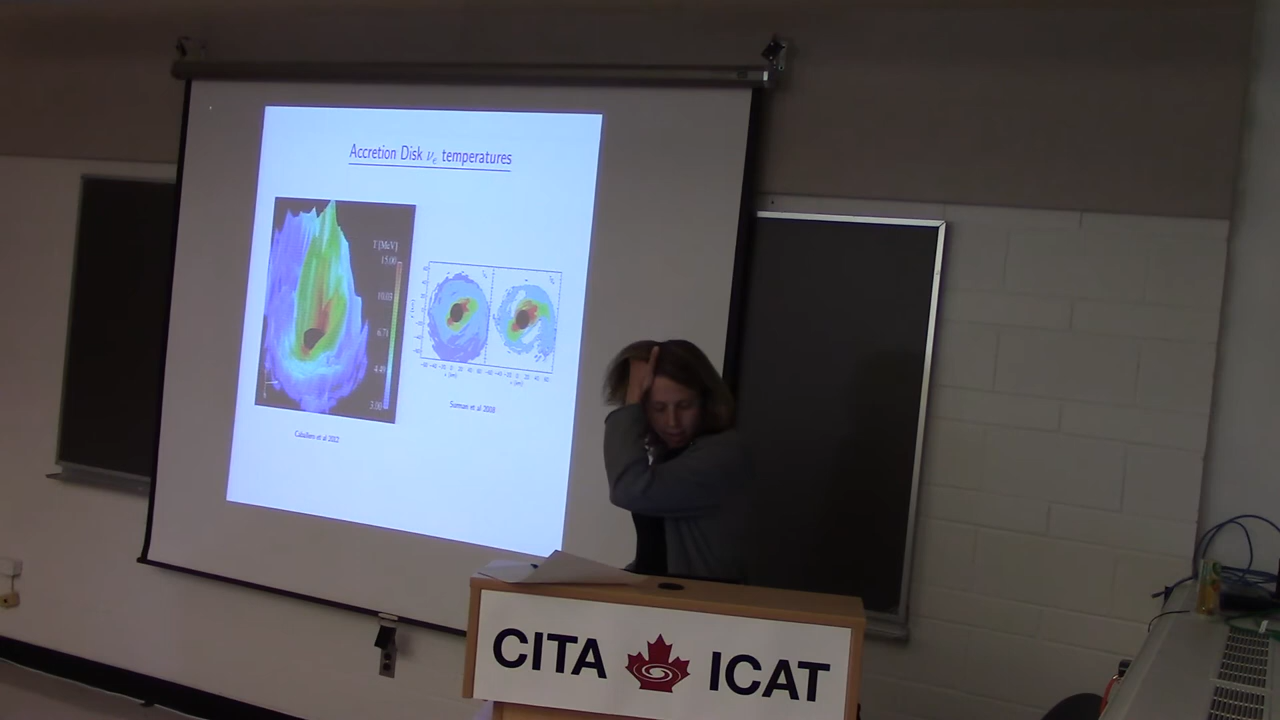 Accretion Disk νe temperatures
T [MeV]
15.00
10.03
6.71
4.49
3.00
Caballero et al 2012
Surman et al 2008
CITA ICAT